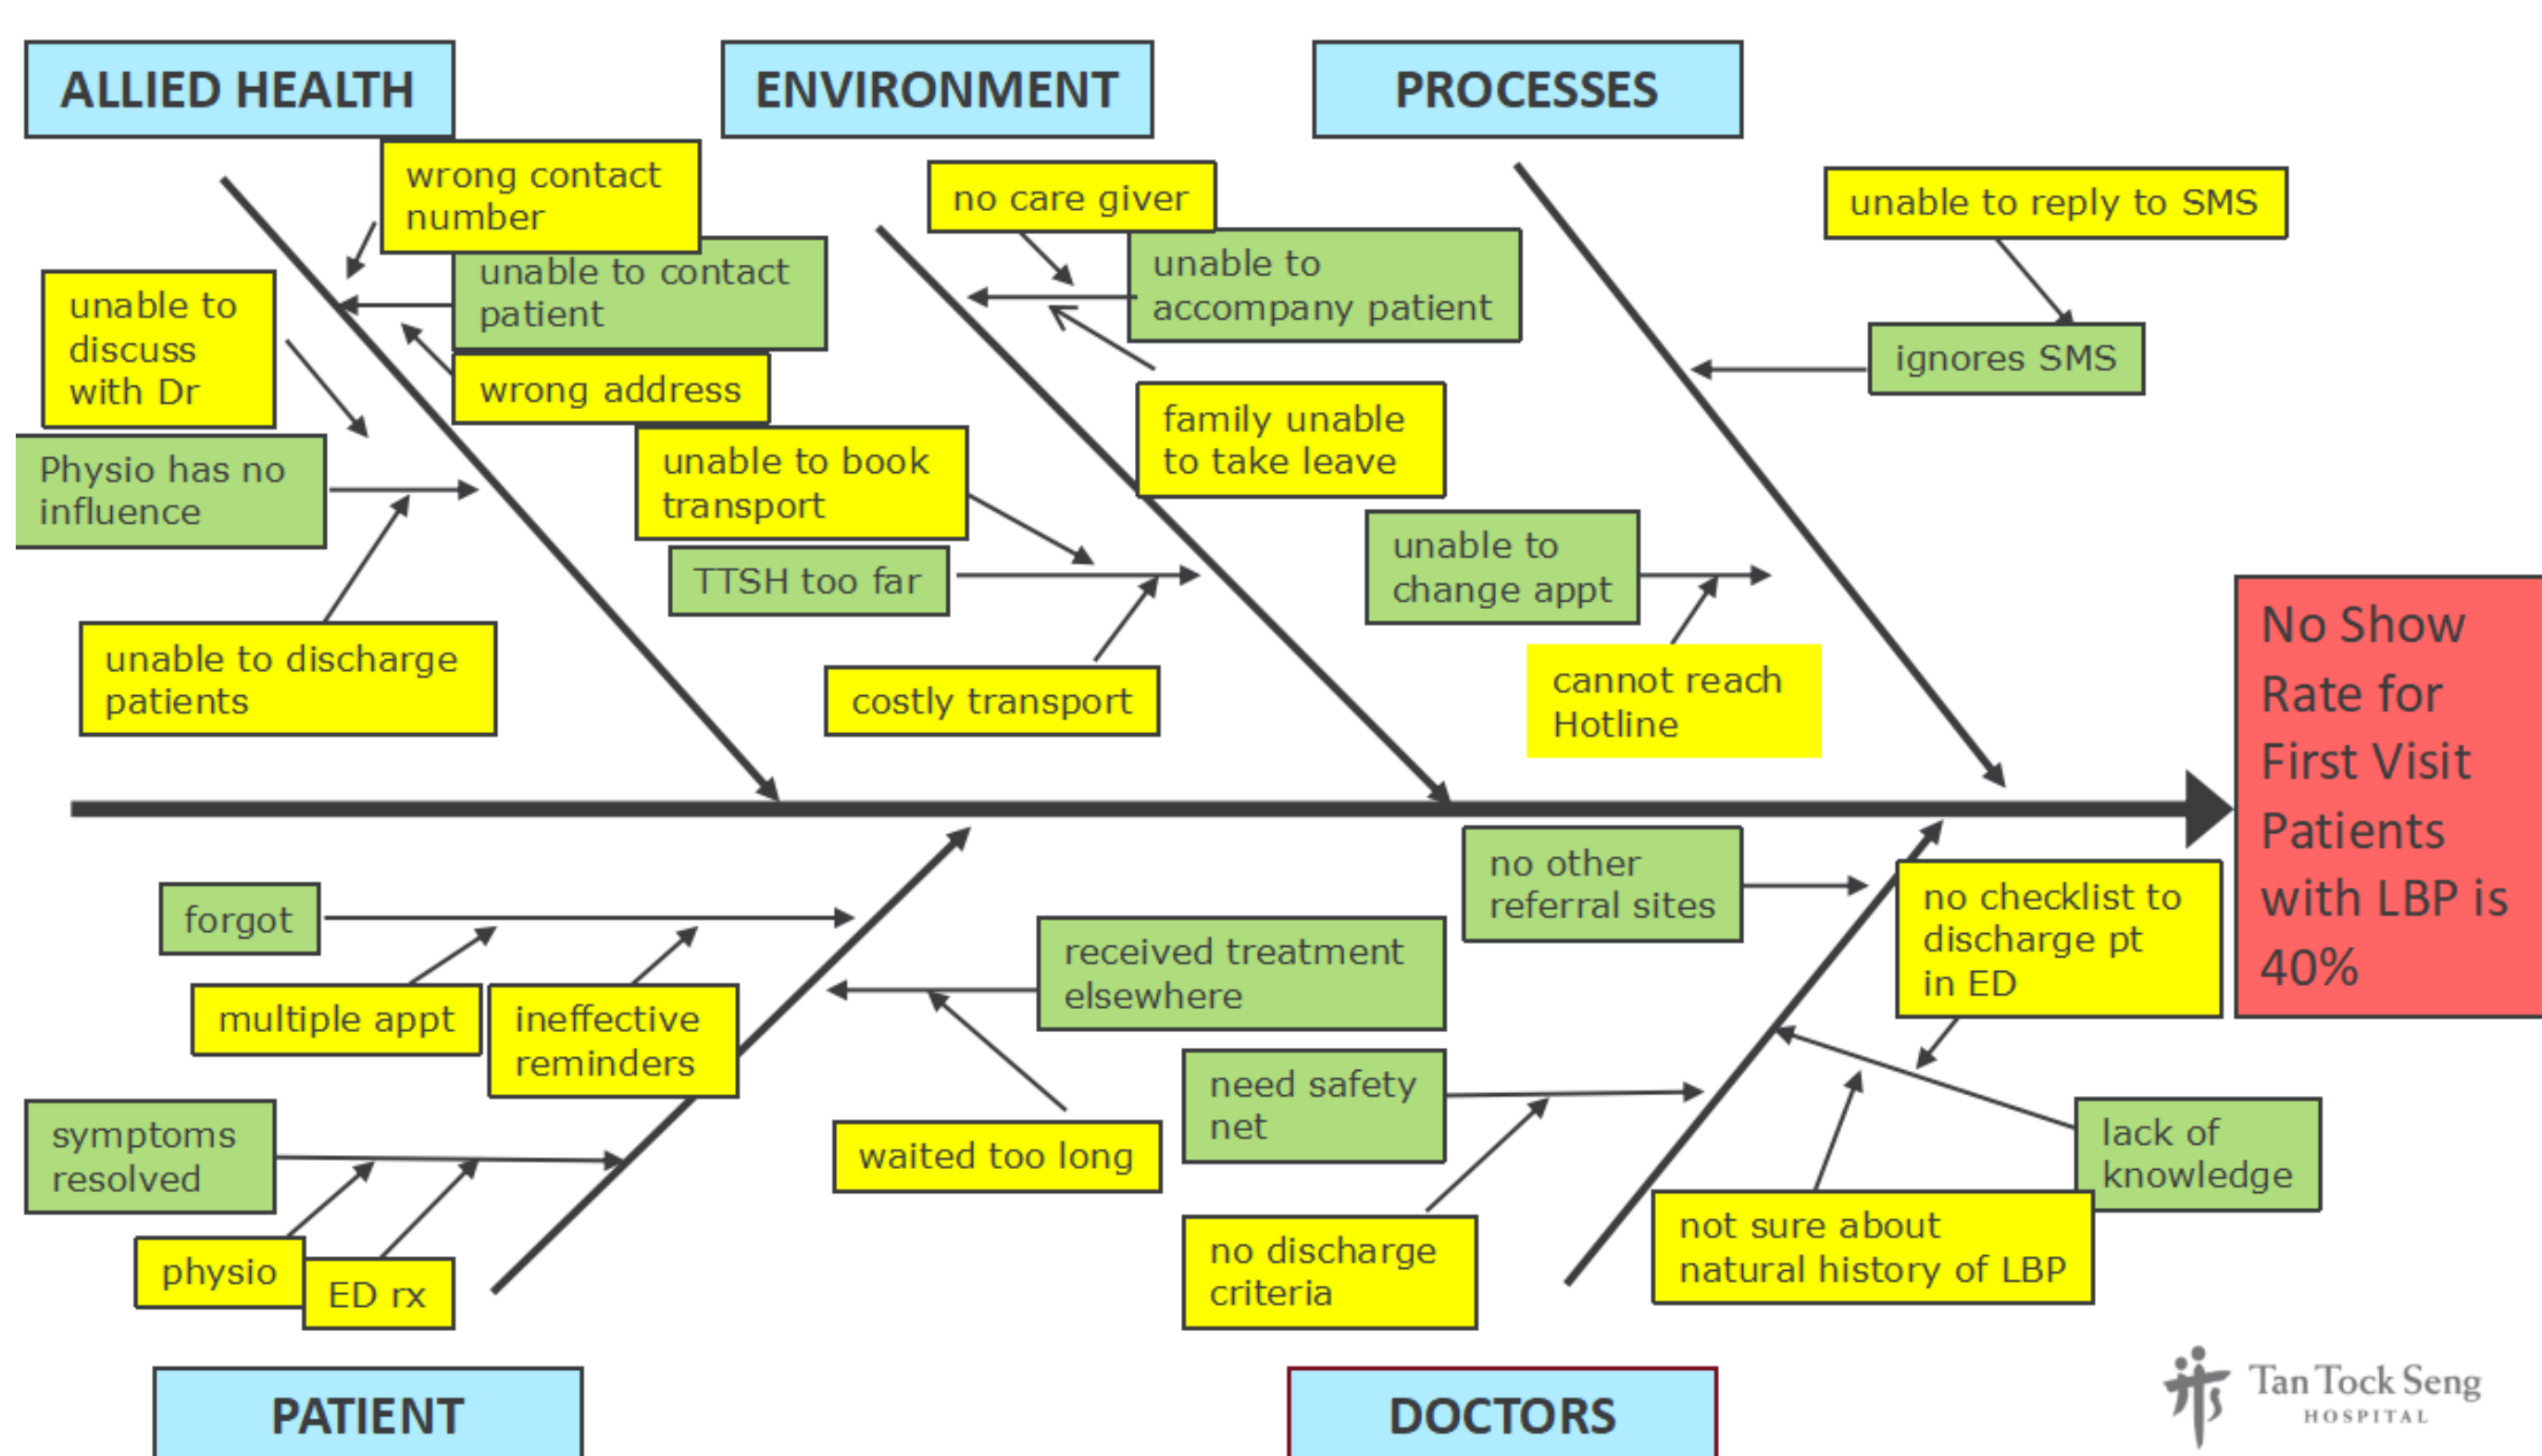 ALLIED HEALTH
ENVIRONMENT
PROCESSES
wrong contact
number
unable to contact
patient
wrong address
unable to
discuss
with Dr
Physio has no
influence
unable to discharge
patients
no care giver
unable to
accompany patient
family unable
to take leave
unable to book
transport
TTSH too far
costly transport
unable to reply to SMS
ignores SMS
unable to
change appt
cannot reach
Hotline
No Show
Rate for
First Visit
Patients
with LBP is
40%
forgot
multiple appt
ineffective
reminders
received treatment
elsewhere
waited too long
symptoms
resolved
physio
ED rx
no other
referral sites
no checklist to
discharge pt
in ED
need safety
net
no discharge
criteria
lack of
knowledge
not sure about
natural history of LBP
PATIENT
DOCTORS
Tan Tock Seng
HOSPITAL